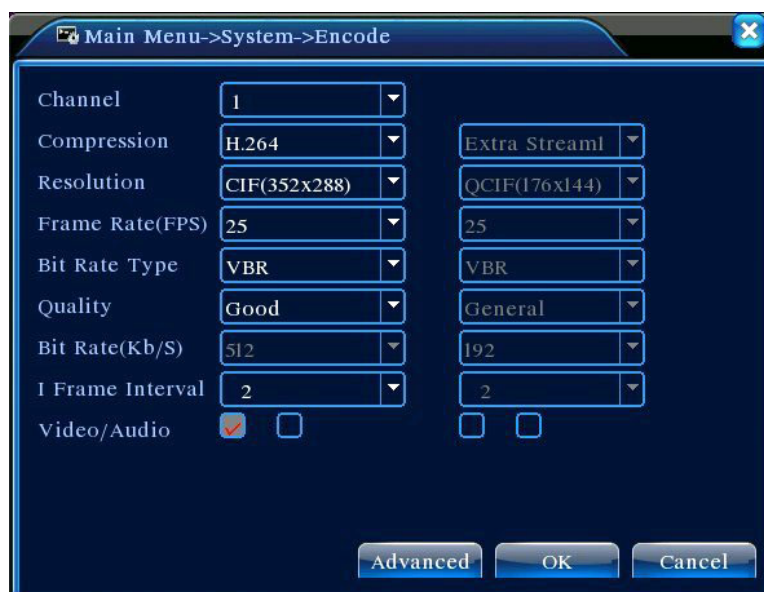 Main Menu->System->Encode
Channel 1
Compression H.264 Extra Stream1
Resolution CIF(352x288) QCIF(176x144)
Frame Rate(FPS) 25 25
Bit Rate Type VBR VBR
Quality Good General
Bit Rate(Kb/S) 512 192
I Frame Interval 2 2
Video/Audio
Advanced OK Cancel